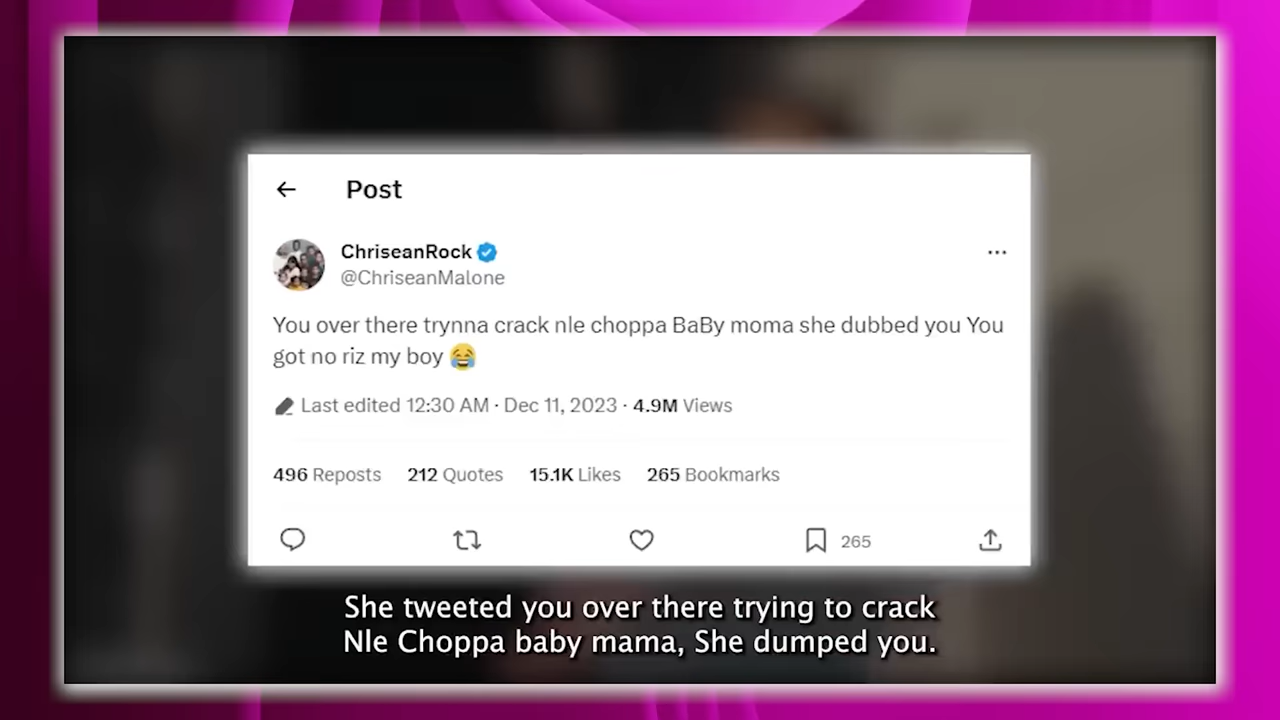 Post
ChriseanRock
@ChriseanMalone
You over there trynna crack nle choppa BaBy moma she dubbed you You
got no riz my boy 😂
Last edited 12:30 AM · Dec 11, 2023 · 4.9M Views
496 Reposts 212 Quotes 15.1K Likes 265 Bookmarks
265
She tweeted you over there trying to crack
Nle Choppa baby mama, She dumped you.